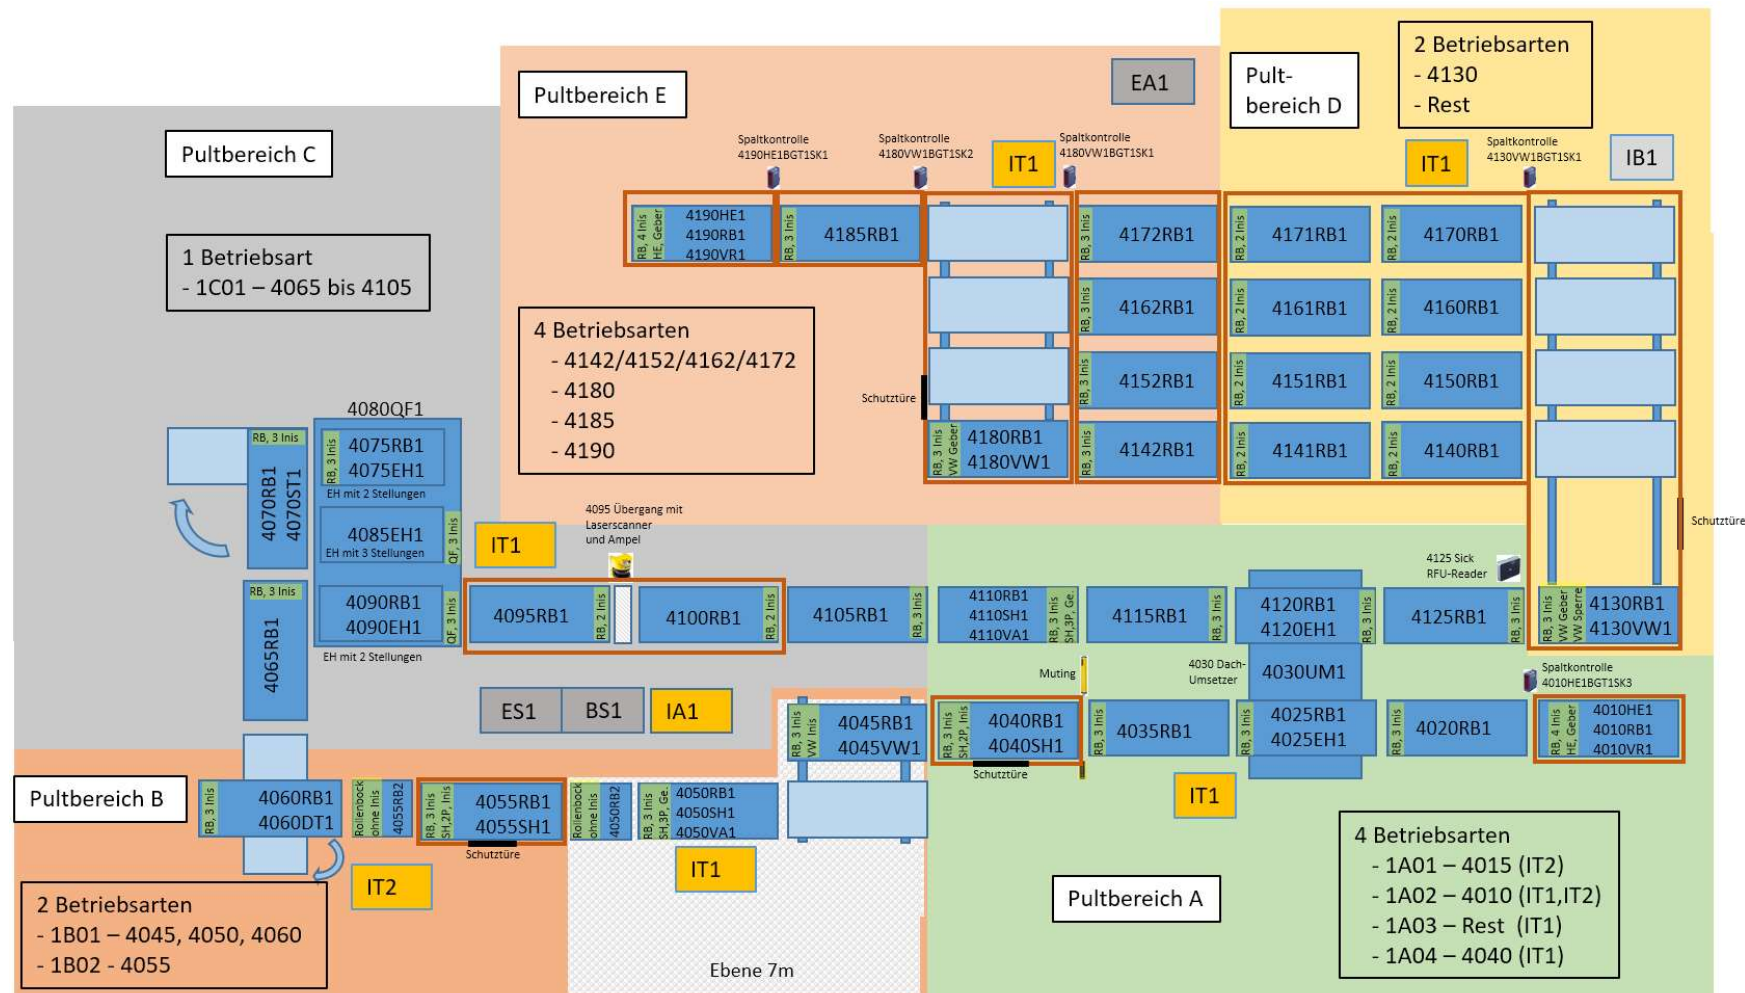 2 Betriebsarten
- 4130
- Rest
Pult-
bereich D
EA1
Pultbereich E
Pultbereich C
Spaltkontrolle
4190HE1BGT1SK1
Spaltkontrolle
4180VW1BGT1SK2
IT1
Spaltkontrolle
4180VW1BGT1SK1
IT1
Spaltkontrolle
4130VW1BGT1SK1
IB1
RB, 4 Inis
HE, Geber
4190HE1
4190RB1
4190VR1
RB, 3 Inis
4185RB1
RB, 3 Inis
4172RB1
RB, 2 Inis
4171RB1
RB, 2 Inis
4170RB1
1 Betriebsart
- 1C01 – 4065 bis 4105
RB, 3 Inis
4162RB1
RB, 2 Inis
4161RB1
RB, 2 Inis
4160RB1
4 Betriebsarten
- 4142/4152/4162/4172
- 4180
- 4185
- 4190
RB, 3 Inis
4152RB1
RB, 2 Inis
4151RB1
RB, 2 Inis
4150RB1
Schutztüre
RB, 3 Inis
VW Geber
4180RB1
4180VW1
RB, 3 Inis
4142RB1
RB, 2 Inis
4141RB1
RB, 2 Inis
4140RB1
4080QF1
RB, 3 Inis
4070RB1
4070ST1
RB, 3 Inis
4075RB1
4075EH1
EH mit 2 Stellungen
4085EH1
EH mit 3 Stellungen
QF, 3 Inis
IT1
4095 Übergang mit
Laserscanner
und Ampel
Schutztüre
4125 Sick
RFU-Reader
RB, 3 Inis
4065RB1
4090RB1
4090EH1
QF, 3 Inis
EH mit 2 Stellungen
4095RB1
RB, 2 Inis
4100RB1
RB, 2 Inis
4105RB1
RB, 3 Inis
4110RB1
4110SH1
4110VA1
RB, 3 Inis
SH,3P, Ge.
4115RB1
RB, 3 Inis
4120RB1
4120EH1
RB, 3 Inis
4125RB1
RB, 3 Inis
RB, 3 Inis
VW Geber
VW Sperre
4130RB1
4130VW1
Muting
4030 Dach-
Umsetzer
4030UM1
Spaltkontrolle
4010HE1BGT1SK3
ES1
BS1
IA1
RB, 3 Inis
VW Inis
4045RB1
4045VW1
RB, 3 Inis
SH,2P, Inis
4040RB1
4040SH1
Schutztüre
RB, 3 Inis
4035RB1
RB, 3 Inis
4025RB1
4025EH1
RB, 3 Inis
4020RB1
RB, 4 Inis
HE, Geber
4010HE1
4010RB1
4010VR1
Pultbereich B
RB, 3 Inis
4060RB1
4060DT1
Rollenbock
ohne Inis
4055RB2
RB, 3 Inis
SH,2P, Inis
4055RB1
4055SH1
Schutztüre
Rollenbock
ohne Inis
4050RB2
RB, 3 Inis
SH,3P, Ge.
4050RB1
4050SH1
4050VA1
IT1
IT2
IT1
2 Betriebsarten
- 1B01 – 4045, 4050, 4060
- 1B02 - 4055
Ebene 7m
Pultbereich A
4 Betriebsarten
- 1A01 – 4015 (IT2)
- 1A02 – 4010 (IT1,IT2)
- 1A03 – Rest (IT1)
- 1A04 – 4040 (IT1)